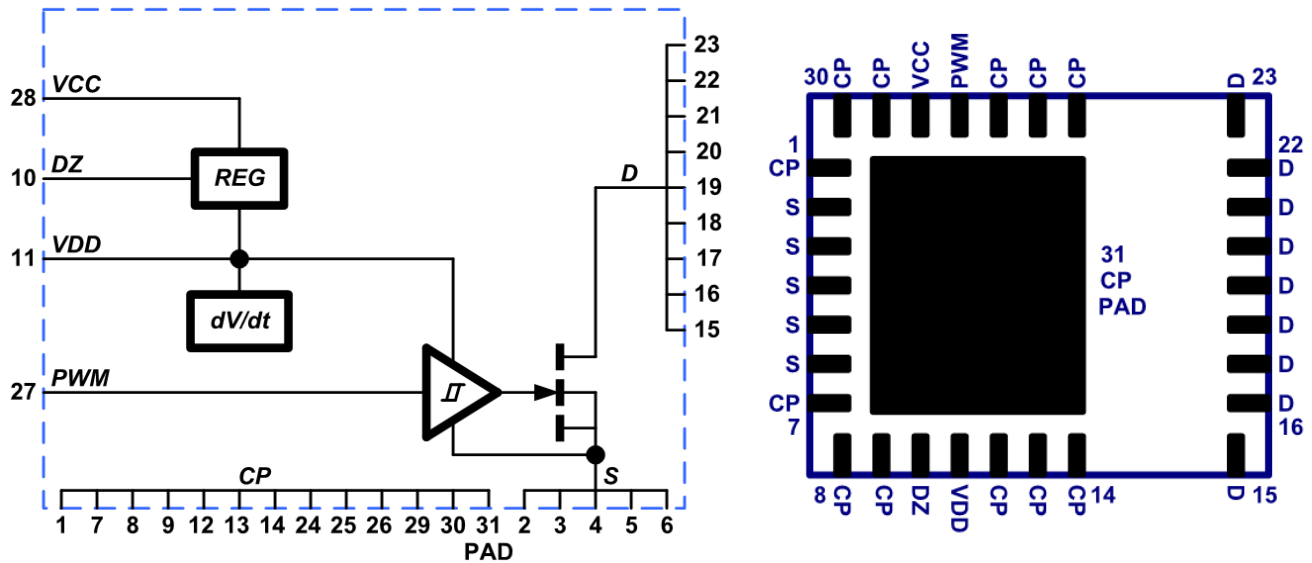 28 VCC
10 DZ
REG
11 VDD
dV/dt
27 PWM
D
23
22
21
20
19
18
17
16
15
CP
S
1 7 8 9 12 13 14 24 25 26 29 30 31 2 3 4 5 6
PAD
30 CP CP VCC PWM CP CP CP D 23
1 22
CP D
S D
S D
S D
S D
S D
CP D
7 16
31
CP
PAD
8 CP CP DZ VDD CP CP CP 14 D 15